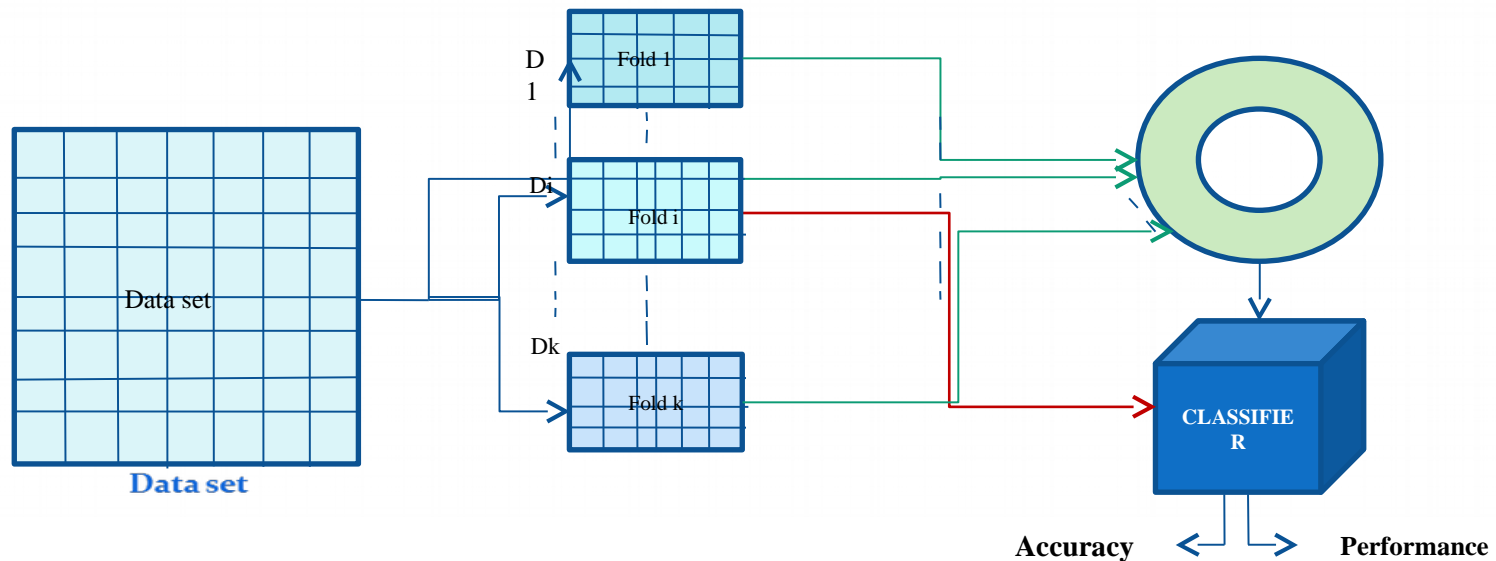 D
1
Fold 1
Di
Fold i
Data set
Dk
Fold k
CLASSIFIE
R
Data set
Accuracy
Performance